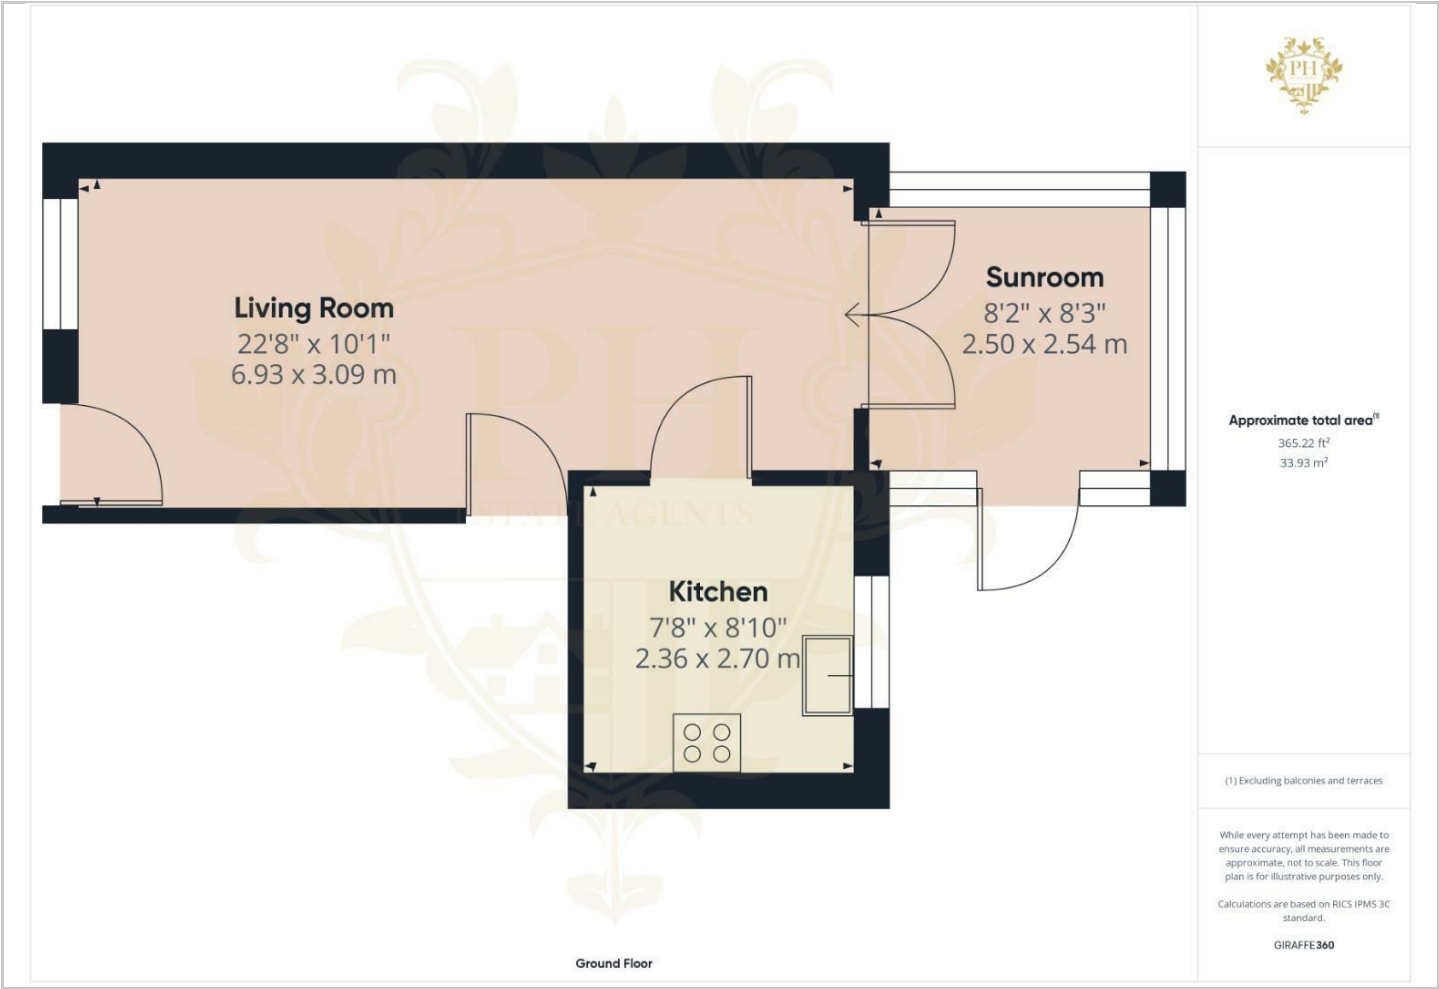 PH
Living Room
22'8" x 10'1"
6.93 x 3.09 m
Sunroom
8'2" x 8'3"
2.50 x 2.54 m
Kitchen
7'8" x 8'10"
2.36 x 2.70 m
PH
ESTATE AGENTS
Ground Floor
Approximate total area⁽¹⁾
365.22 ft²
33.93 m²
(1) Excluding balconies and terraces
While every attempt has been made to
ensure accuracy, all measurements are
approximate, not to scale. This floor
plan is for illustrative purposes only.
Calculations are based on RICS IPMS 3C
standard.
GIRAFFE360